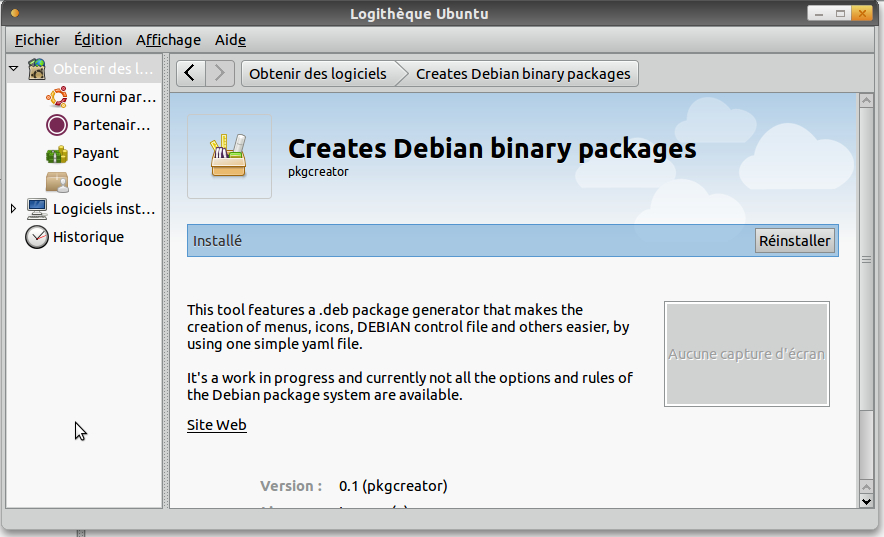 Logithèque Ubuntu
Fichier Édition Affichage Aide
Obtenir des l...
Fourni par...
Partenair...
Payant
Google
Logiciels inst...
Historique
Obtenir des logiciels
Creates Debian binary packages
Creates Debian binary packages
pkgcreator
Installé
Réinstaller
This tool features a .deb package generator that makes the
creation of menus, icons, DEBIAN control file and others easier, by
using one simple yaml file.
It's a work in progress and currently not all the options and rules of
the Debian package system are available.
Aucune capture d'écran
Site Web
Version : 0.1 (pkgcreator)